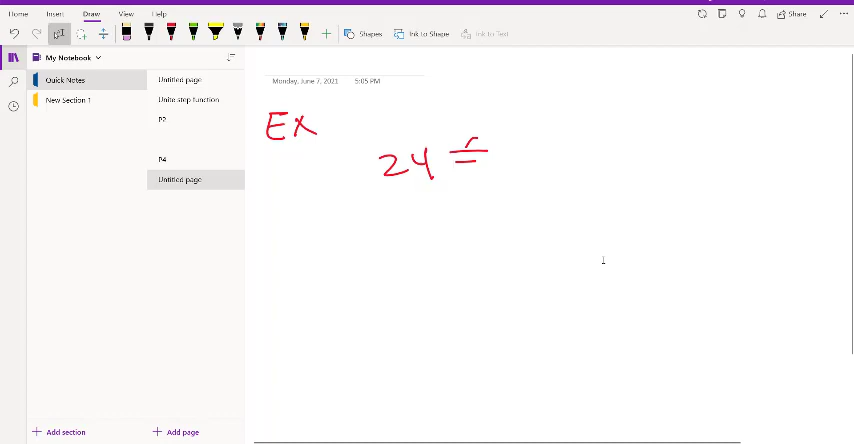 Home Insert Draw View Help Share
Shapes Ink to Shape Ink to Text
My Notebook
Quick Notes Untitled page
New Section 1 Unite step function
P2
P4
Untitled page
Monday, June 7, 2021 5:05 PM
EX
24
Add section Add page